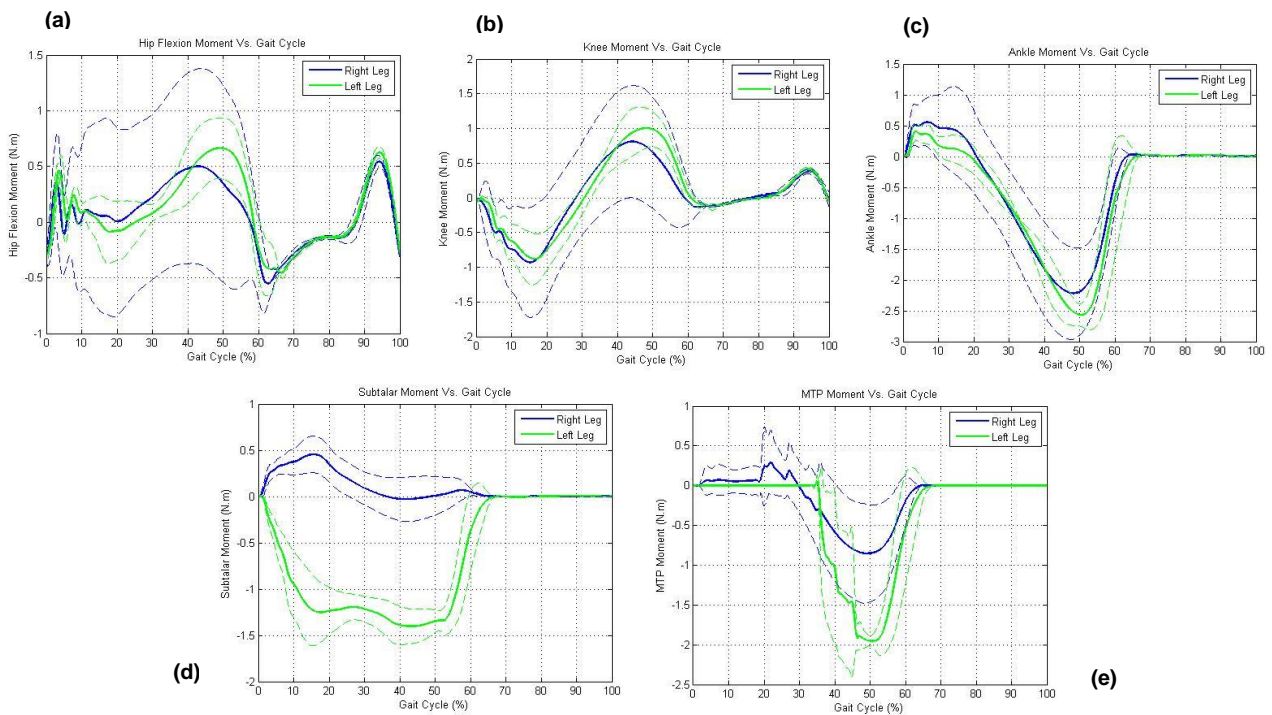 (a)
Hip Flexion Moment Vs. Gait Cycle
Right Leg
Left Leg
Hip Flexion Moment (N.m)
1.5
1
0.5
0
-0.5
-1
0 10 20 30 40 50 60 70 80 90 100
Gait Cycle (%)
(b)
Knee Moment Vs. Gait Cycle
Right Leg
Left Leg
Knee Moment (N.m)
2
1.5
1
0.5
0
-0.5
-1
-1.5
-2
0 10 20 30 40 50 60 70 80 90 100
Gait Cycle (%)
(c)
Ankle Moment Vs. Gait Cycle
Right Leg
Left Leg
Ankle Moment (N.m)
1.5
1
0.5
0
-0.5
-1
-1.5
-2
-2.5
-3
0 10 20 30 40 50 60 70 80 90 100
Gait Cycle (%)
Subtalar Moment Vs. Gait Cycle
Right Leg
Left Leg
Subtalar Moment (N.m)
1
0.5
0
-0.5
-1
-1.5
-2
0 10 20 30 40 50 60 70 80 90 100
Gait Cycle (%)
(d)
MTP Moment Vs. Gait Cycle
Right Leg
Left Leg
MTP Moment (N.m)
1
0.5
0
-0.5
-1
-1.5
-2
-2.5
0 10 20 30 40 50 60 70 80 90 100
Gait Cycle (%)
(e)